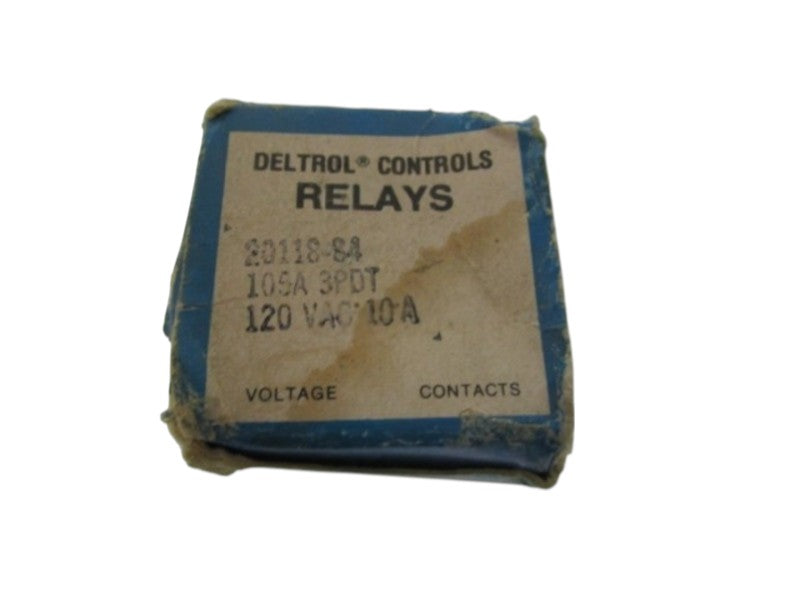 DELTROL® CONTROLS
RELAYS
20118-84
105A 3PDT
120 VAC 10 A
VOLTAGE CONTACTS